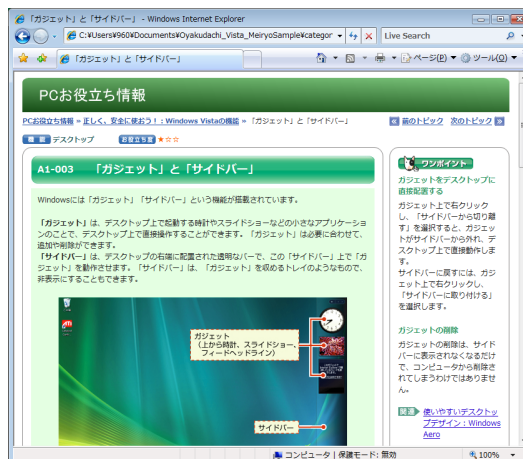 「ガジェット」と「サイドバー」 - Windows Internet Explorer
C:¥Users¥960¥Documents¥Oyakudachi_Vista_MeiryoSample¥categor
Live Search
「ガジェット」と「サイドバー」
ページ(P)
ツール(O)
PCお役立ち情報
PCお役立ち情報 » 正しく、安全に使おう！：Windows Vistaの機能 » 「ガジェット」と「サイドバー」
前のトピック 次のトピック
機 能 デスクトップ お役立ち度 ★☆☆
A1-003 「ガジェット」と「サイドバー」
Windowsには「ガジェット」「サイドバー」という機能が搭載されています。
「ガジェット」は、デスクトップ上で起動する時計やスライドショーなどの小さなアプリケーショ
ンのことで、デスクトップ上で直接操作することができます。「ガジェット」は必要に合わせて、
追加や削除ができます。
「サイドバー」は、デスクトップの右端に配置された透明なバーで、この「サイドバー」上で「ガ
ジェット」を動作させます。「サイドバー」は、「ガジェット」を収めるトレイのようなもので、
非表示にすることもできます。
ガジェット
（上から時計、スライドショー、
フィードヘッドライン）
サイドバー
ワンポイント
ガジェットをデスクトップに
直接配置する
ガジェット上で右クリック
し、「サイドバーから切り離
す」を選択すると、ガジェッ
トがサイドバーから外れ、デ
スクトップ上で直接動作しま
す。
サイドバーに戻すには、ガジ
ェット上で右クリックし、
「サイドバーに取り付ける」
を選択します。
ガジェットの削除
ガジェットの削除は、サイド
バーに表示されなくなるだけ
で、コンピュータから削除さ
れてしまうわけではありませ
ん。
関連 使いやすいデスクトッ
プデザイン：Windows
Aero
コンピュータ | 保護モード: 無効
100%